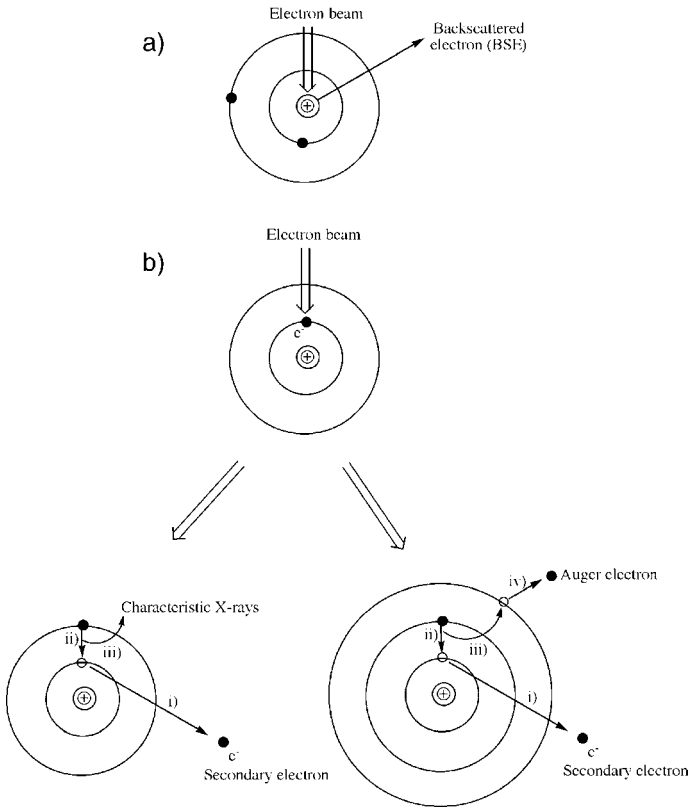 Electron beam
a)
Backscattered
electron (BSE)
+
Electron beam
b)
e-
+
Characteristic X-rays
ii)
iii)
+
i)
e-
Secondary electron
iv)
Auger electron
ii)
iii)
+
i)
e-
Secondary electron